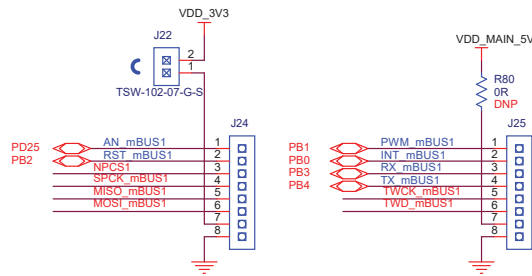 VDD_3V3
J22
2
1
TSW-102-07-G-S
J24
PD25 AN_mBUS1 1
PB2 RST_mBUS1 2
NPCS1 3
SPCK_mBUS1 4
MISO_mBUS1 5
MOSI_mBUS1 6
7
8
VDD_MAIN_5V
R80
0R
DNP
J25
PB1 PWM_mBUS1 1
PB0 INT_mBUS1 2
PB3 RX_mBUS1 3
PB4 TX_mBUS1 4
TWCK_mBUS1 5
TWD_mBUS1 6
7
8